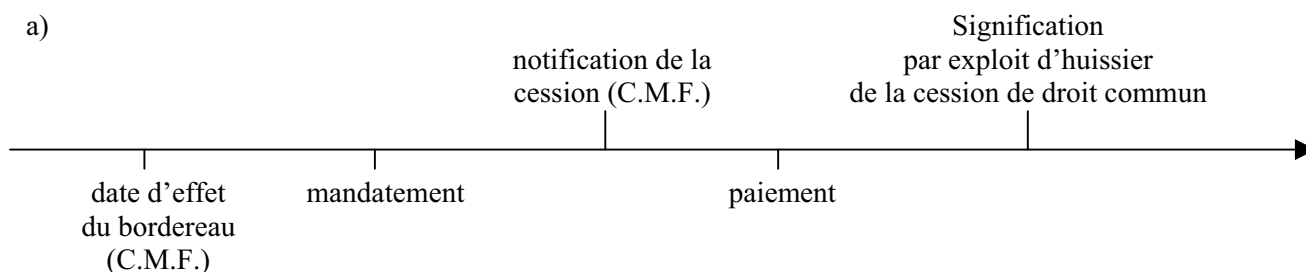 a)
notification de la
cession (C.M.F.)
Signification
par exploit d’huissier
de la cession de droit commun
date d’effet
du bordereau
(C.M.F.)
mandatement
paiement